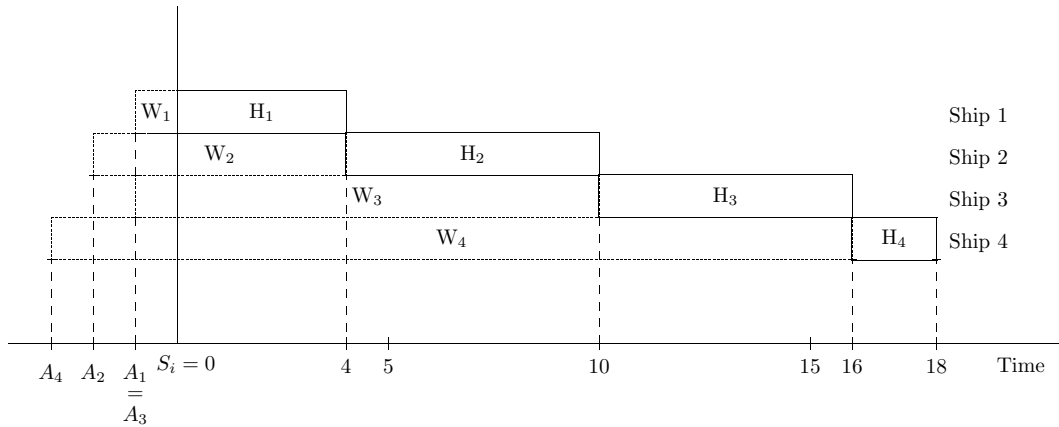 W₁ H₁ Ship 1
W₂ H₂ Ship 2
W₃ H₃ Ship 3
W₄ H₄ Ship 4
A₄ A₂ A₁ Sᵢ = 0 4 5 10 15 16 18 Time
=
A₃